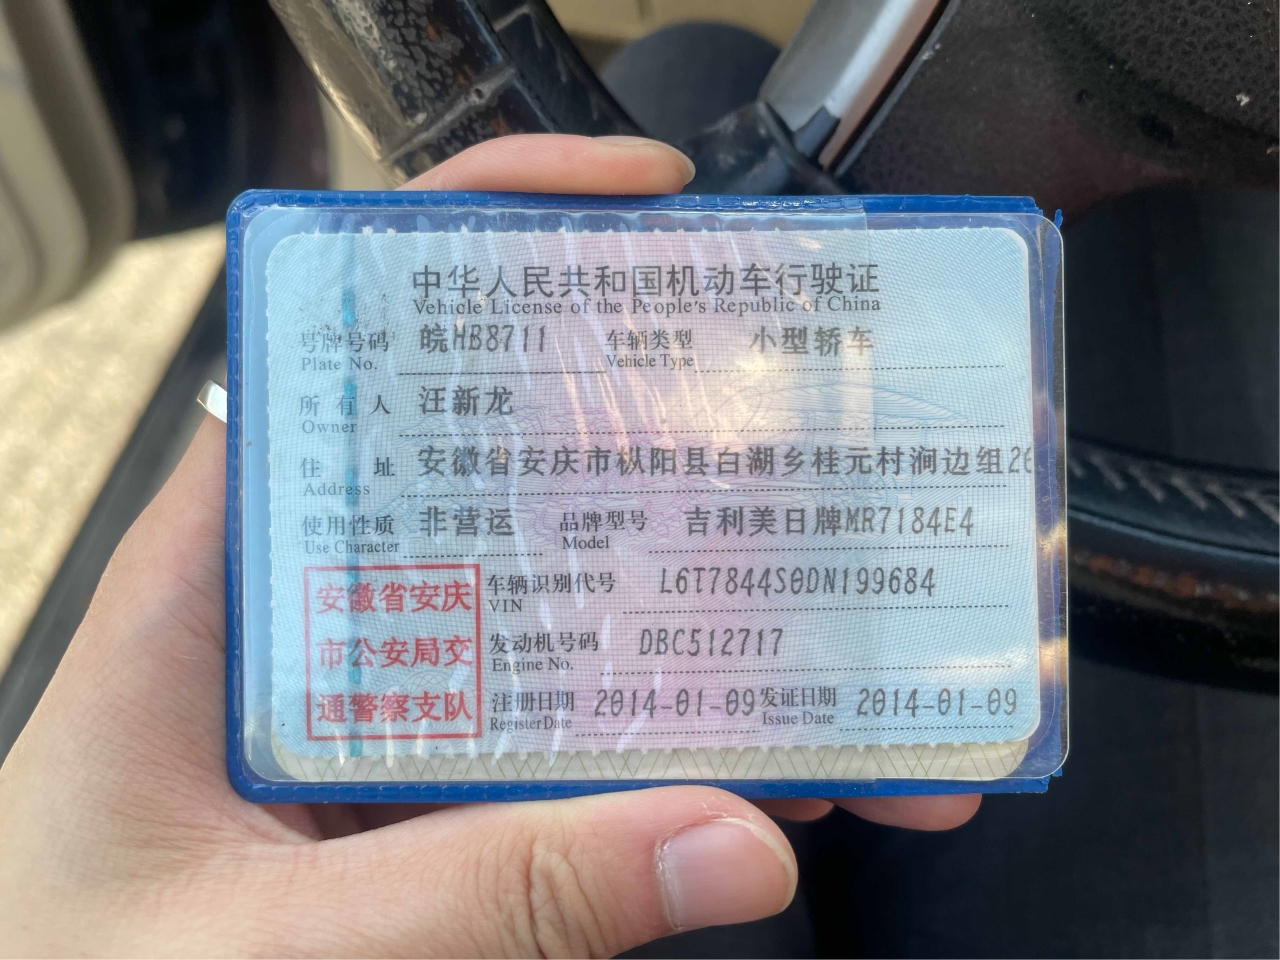 中华人民共和国机动车行驶证
Vehicle License of the People's Republic of China
号牌号码 皖HB8711 车辆类型 小型轿车
Plate No. Vehicle Type
所有人 汪新龙
Owner
住址 安徽省安庆市枞阳县白湖乡桂元村涧边组26
Address
使用性质 非营运 品牌型号 吉利美日牌MR7184E4
Use Character Model
车辆识别代号 L6T7844S0DN199684
VIN
发动机号码 DBC512717
Engine No.
注册日期 2014-01-09 发证日期 2014-01-09
Register Date Issue Date
安徽省安庆
市公安局交
通警察支队